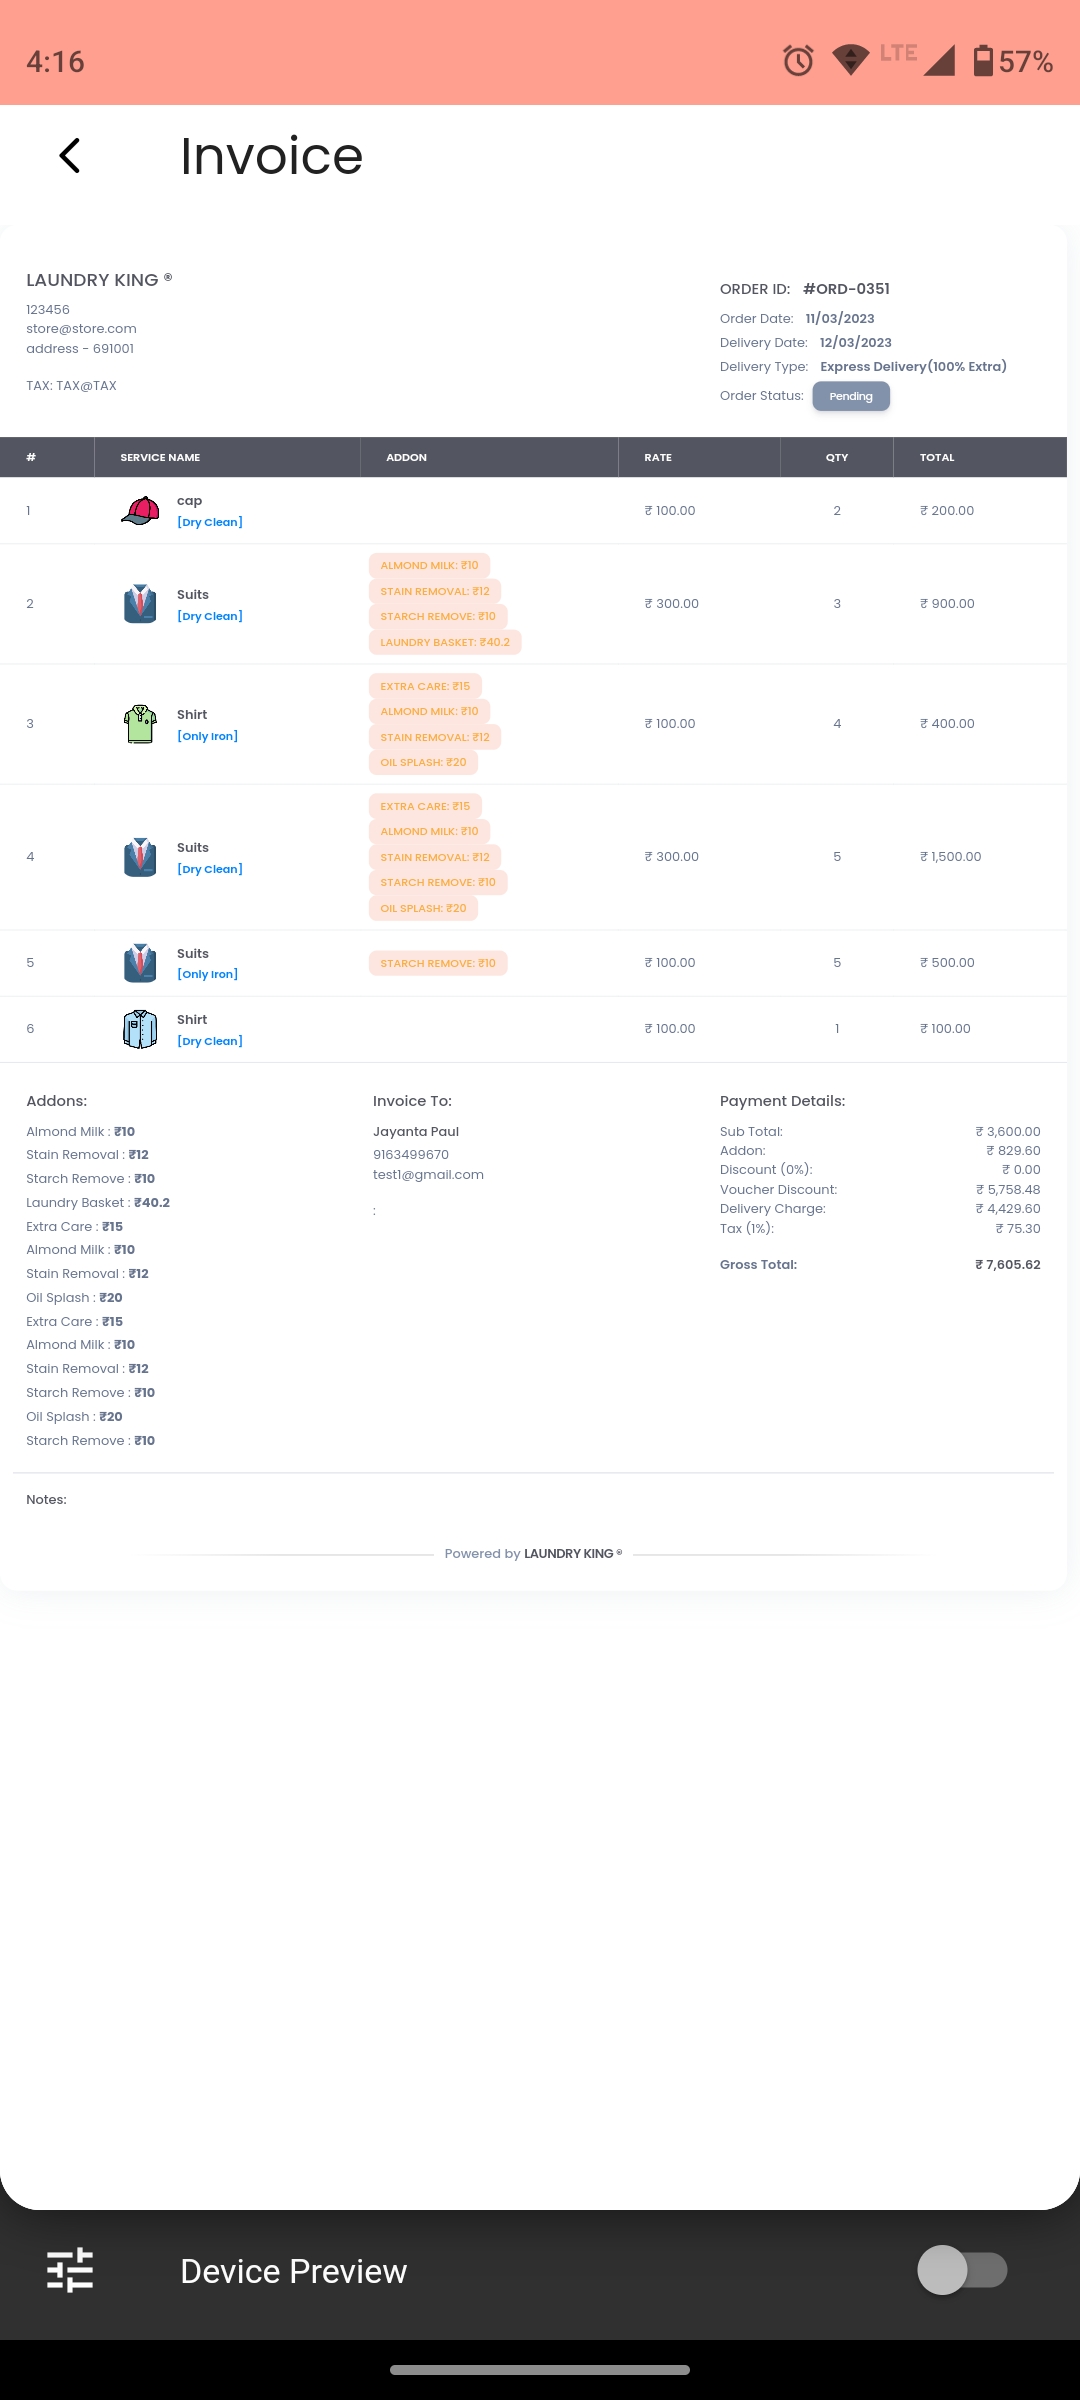 4:16
LTE
57%
Invoice
LAUNDRY KING ®
123456
store@store.com
address - 691001
TAX: TAX@TAX
ORDER ID: #ORD-0351
Order Date: 11/03/2023
Delivery Date: 12/03/2023
Delivery Type: Express Delivery(100% Extra)
Order Status: Pending
# SERVICE NAME ADDON RATE QTY TOTAL
1 cap [Dry Clean] ₹ 100.00 2 ₹ 200.00
2 Suits [Dry Clean] ₹ 300.00 3 ₹ 900.00
ALMOND MILK: ₹10
STAIN REMOVAL: ₹12
STARCH REMOVE: ₹10
LAUNDRY BASKET: ₹40.2
3 Shirt [Only Iron] ₹ 100.00 4 ₹ 400.00
EXTRA CARE: ₹15
ALMOND MILK: ₹10
STAIN REMOVAL: ₹12
OIL SPLASH: ₹20
4 Suits [Dry Clean] ₹ 300.00 5 ₹ 1,500.00
EXTRA CARE: ₹15
ALMOND MILK: ₹10
STAIN REMOVAL: ₹12
STARCH REMOVE: ₹10
OIL SPLASH: ₹20
5 Suits [Only Iron] STARCH REMOVE: ₹10 ₹ 100.00 5 ₹ 500.00
6 Shirt [Dry Clean] ₹ 100.00 1 ₹ 100.00
Addons:
Almond Milk : ₹10
Stain Removal : ₹12
Starch Remove : ₹10
Laundry Basket : ₹40.2
Extra Care : ₹15
Almond Milk : ₹10
Stain Removal : ₹12
Oil Splash : ₹20
Extra Care : ₹15
Almond Milk : ₹10
Stain Removal : ₹12
Starch Remove : ₹10
Oil Splash : ₹20
Starch Remove : ₹10
Invoice To:
Jayanta Paul
9163499670
test1@gmail.com
:
Payment Details:
Sub Total: ₹ 3,600.00
Addon: ₹ 829.60
Discount (0%): ₹ 0.00
Voucher Discount: ₹ 5,758.48
Delivery Charge: ₹ 4,429.60
Tax (1%): ₹ 75.30
Gross Total: ₹ 7,605.62
Notes:
Powered by LAUNDRY KING ®
Device Preview